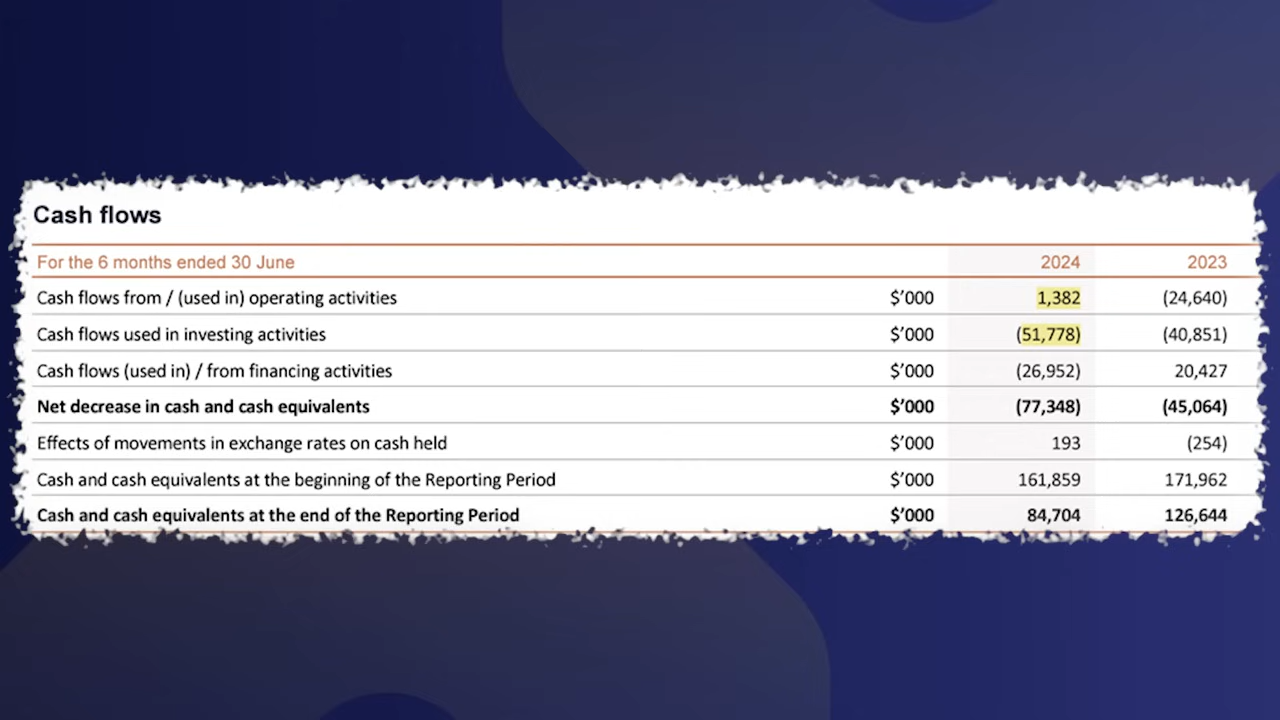 Cash flows
For the 6 months ended 30 June 2024 2023
Cash flows from / (used in) operating activities $’000 1,382 (24,640)
Cash flows used in investing activities $’000 (51,778) (40,851)
Cash flows (used in) / from financing activities $’000 (26,952) 20,427
Net decrease in cash and cash equivalents $’000 (77,348) (45,064)
Effects of movements in exchange rates on cash held $’000 193 (254)
Cash and cash equivalents at the beginning of the Reporting Period $’000 161,859 171,962
Cash and cash equivalents at the end of the Reporting Period $’000 84,704 126,644